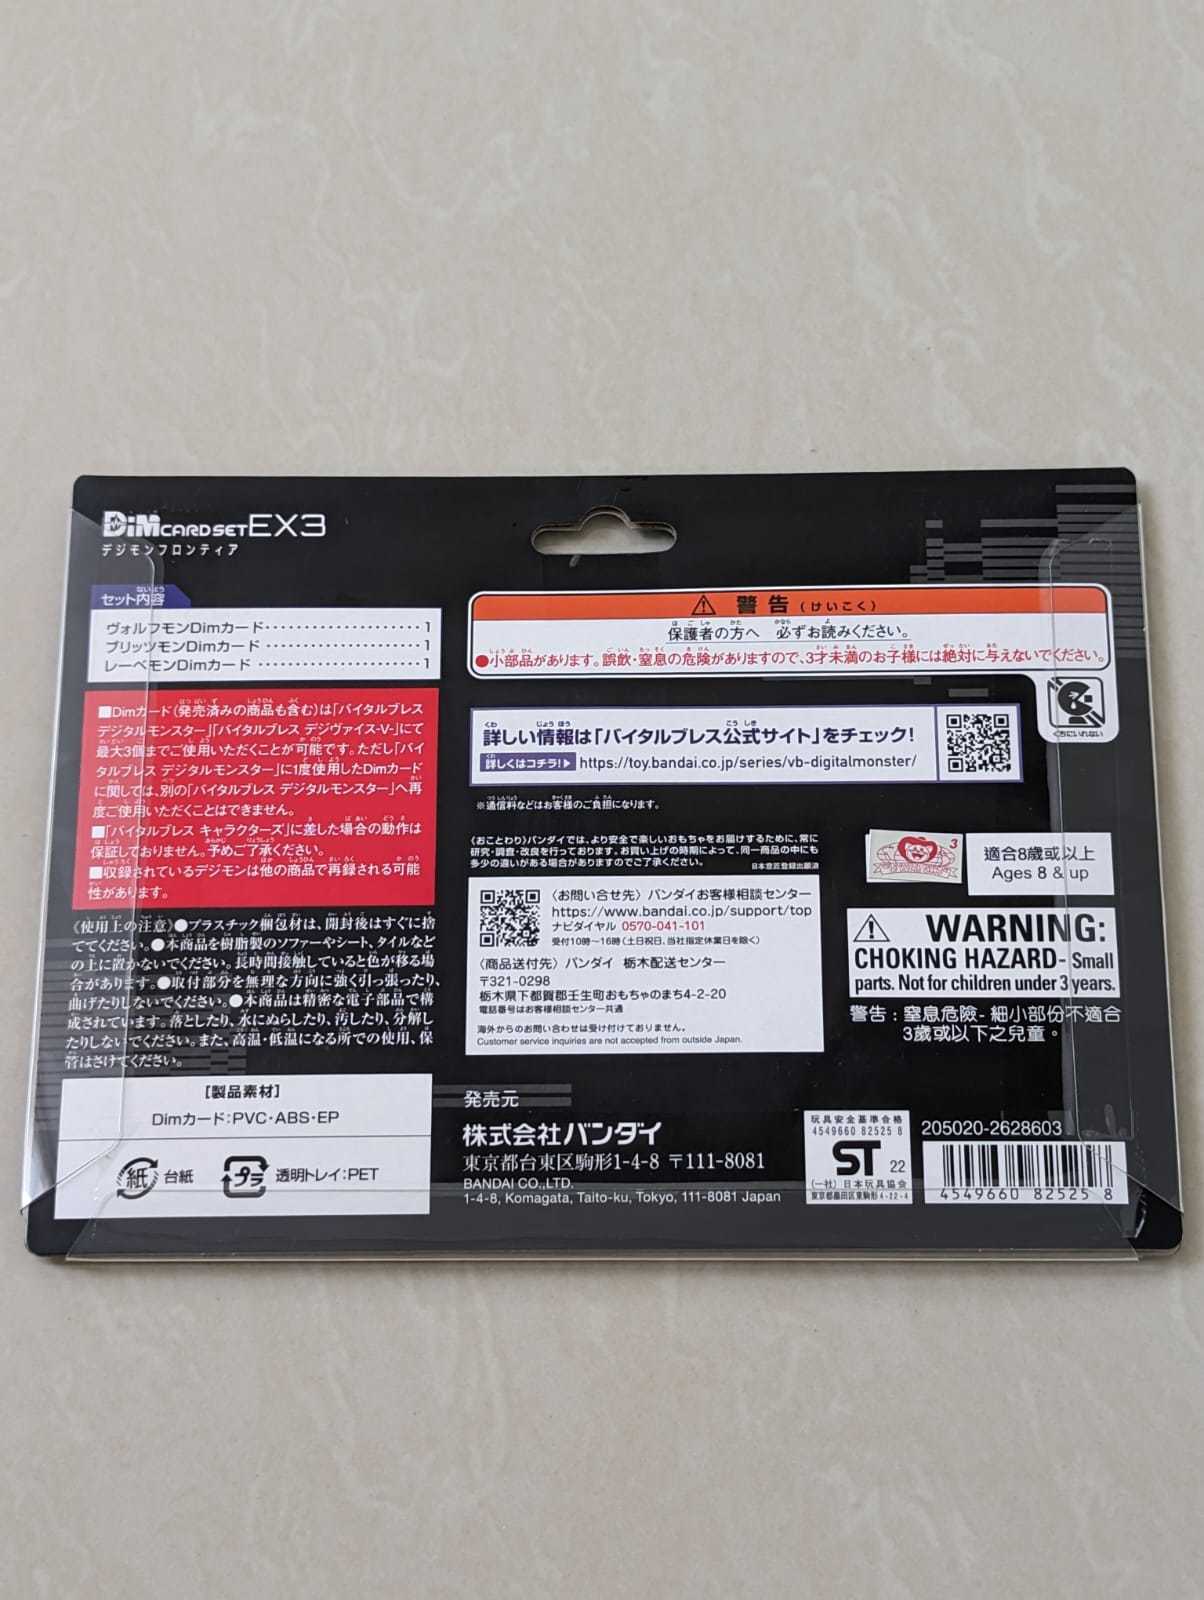 DiM CARD SET EX3
デジモンフロンティア
セット内容
ヴォルフモンDimカード・・・・・・・・・・・・・・・・・・・・1
ブリッツモンDimカード・・・・・・・・・・・・・・・・・・・・1
レーベモンDimカード・・・・・・・・・・・・・・・・・・・・・1
■Dimカード(発売済みの商品も含む)は「バイタルブレス
デジタルモンスター」「バイタルブレス デジヴァイス-V-」にて
最大3個までご使用いただくことが可能です。ただし「バイ
タルブレス デジタルモンスター」に1度使用したDimカード
に関しては、別の「バイタルブレス デジタルモンスター」へ再
度ご使用いただくことはできません。
■「バイタルブレス キャラクターズ」に差した場合の動作は
保証しておりません。予めご了承ください。
■収録されているデジモンは他の商品で再録される可能
性があります。
《使用上の注意》●プラスチック梱包材は、開封後はすぐに捨
ててください。●本商品を樹脂製のソファーやシート、タイルなど
の上に置かないでください。長時間接触していると色が移る場
合があります。●取付部分を無理な方向に強く引っ張ったり、
曲げたりしないでください。●本商品は精密な電子部品で構
成されています。落としたり、水にぬらしたり、汚したり、分解し
たりしないでください。また、高温・低温になる所での使用、保
管はさけてください。
【製品素材】
Dimカード:PVC・ABS・EP
紙 台紙
プラ 透明トレイ:PET
⚠ 警告(けいこく)
保護者の方へ 必ずお読みください。
●小部品があります。誤飲・窒息の危険がありますので、3才未満のお子様には絶対に与えないでください。
くちにいれない
詳しい情報は「バイタルブレス公式サイト」をチェック!
詳しくはコチラ!▶ https://toy.bandai.co.jp/series/vb-digitalmonster/
※通信料などはお客様のご負担になります。
《おことわり》バンダイでは、より安全で楽しいおもちゃをお届けするために、常に
研究・調査・改良を行っております。お買い上げの時期によって、同一商品の中にも
多少の違いがある場合がありますのでご了承ください。
日本意匠登録出願済
〈お問い合せ先〉バンダイお客様相談センター
https://www.bandai.co.jp/support/top
ナビダイヤル 0570-041-101
受付10時～16時(土日祝日、当社指定休業日を除く)
〈商品送付先〉バンダイ 栃木配送センター
〒321-0298
栃木県下都賀郡壬生町おもちゃのまち4-2-20
電話番号はお客様相談センター共通
海外からのお問い合わせは受け付けておりません。
Customer service inquiries are not accepted from outside Japan.
3
適合8歳或以上
Ages 8 & up
⚠ WARNING:
CHOKING HAZARD- Small
parts. Not for children under 3 years.
警告 : 窒息危險- 細小部份不適合
3歲或以下之兒童。
発売元
株式会社バンダイ
東京都台東区駒形1-4-8 〒111-8081
BANDAI CO.,LTD.
1-4-8, Komagata, Taito-ku, Tokyo, 111-8081 Japan
玩具安全基準合格
4549660 82525 8
ST 22
(一社)日本玩具協会
東京都墨田区東駒形4-22-4
205020-2628603
4549660 825258